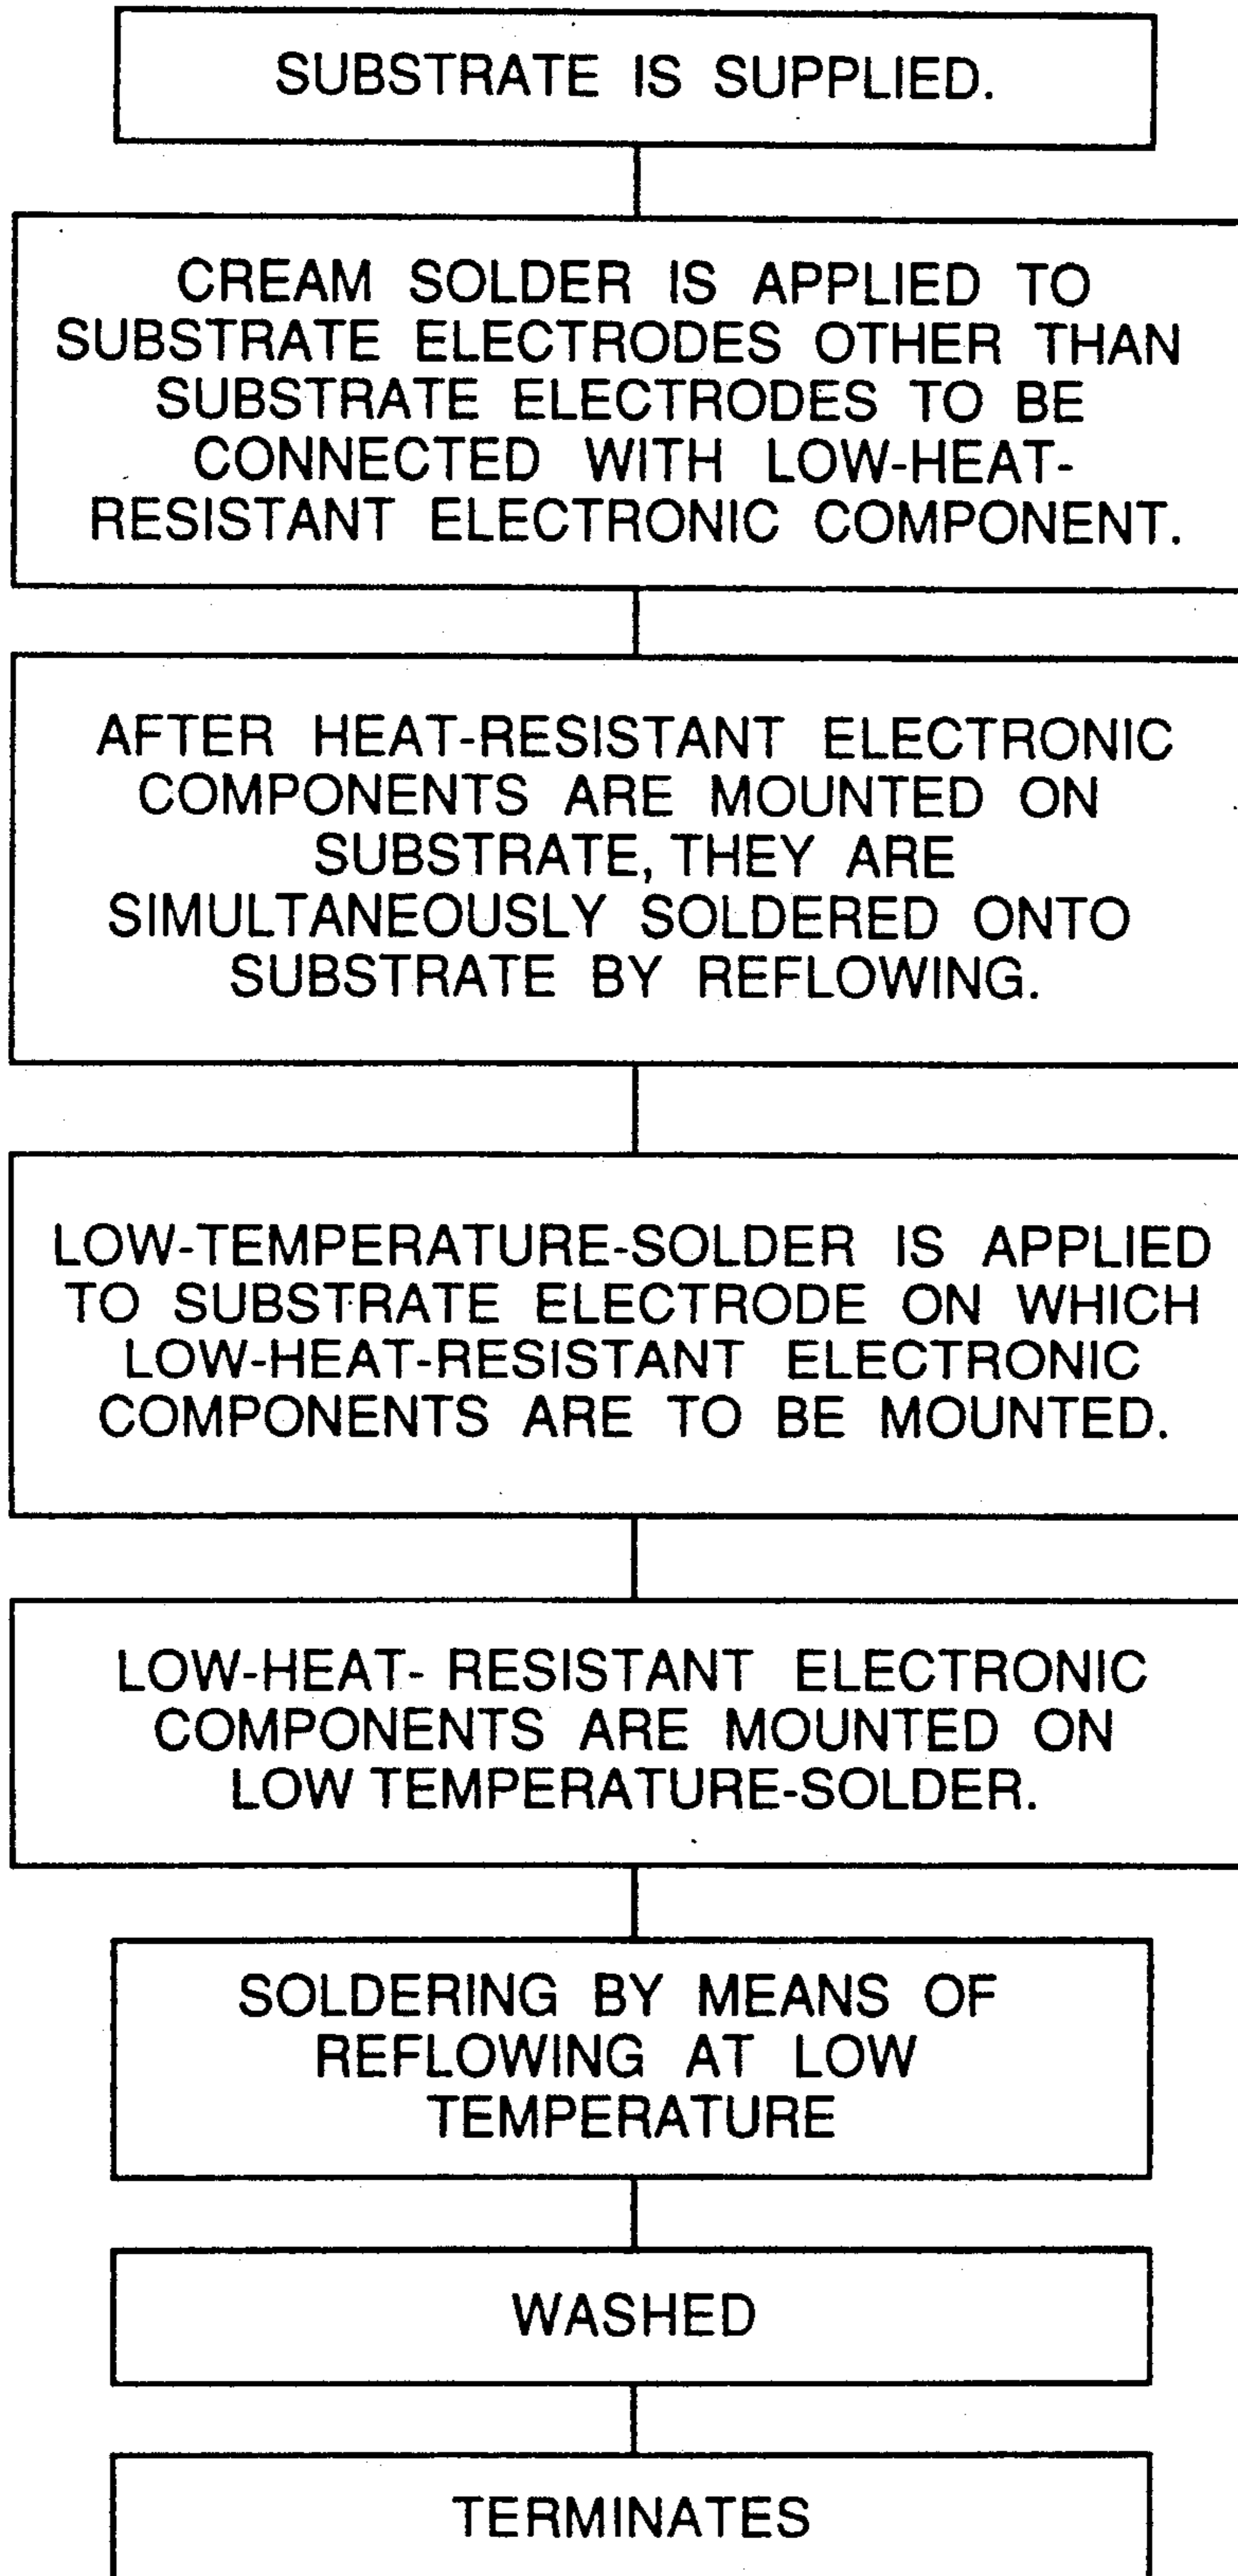 SUBSTRATE IS SUPPLIED.
CREAM SOLDER IS APPLIED TO
SUBSTRATE ELECTRODES OTHER THAN
SUBSTRATE ELECTRODES TO BE
CONNECTED WITH LOW-HEAT-
RESISTANT ELECTRONIC COMPONENT.
AFTER HEAT-RESISTANT ELECTRONIC
COMPONENTS ARE MOUNTED ON
SUBSTRATE, THEY ARE
SIMULTANEOUSLY SOLDERED ONTO
SUBSTRATE BY REFLOWING.
LOW-TEMPERATURE-SOLDER IS APPLIED
TO SUBSTRATE ELECTRODE ON WHICH
LOW-HEAT-RESISTANT ELECTRONIC
COMPONENTS ARE TO BE MOUNTED.
LOW-HEAT- RESISTANT ELECTRONIC
COMPONENTS ARE MOUNTED ON
LOW TEMPERATURE-SOLDER.
SOLDERING BY MEANS OF
REFLOWING AT LOW
TEMPERATURE
WASHED
TERMINATES